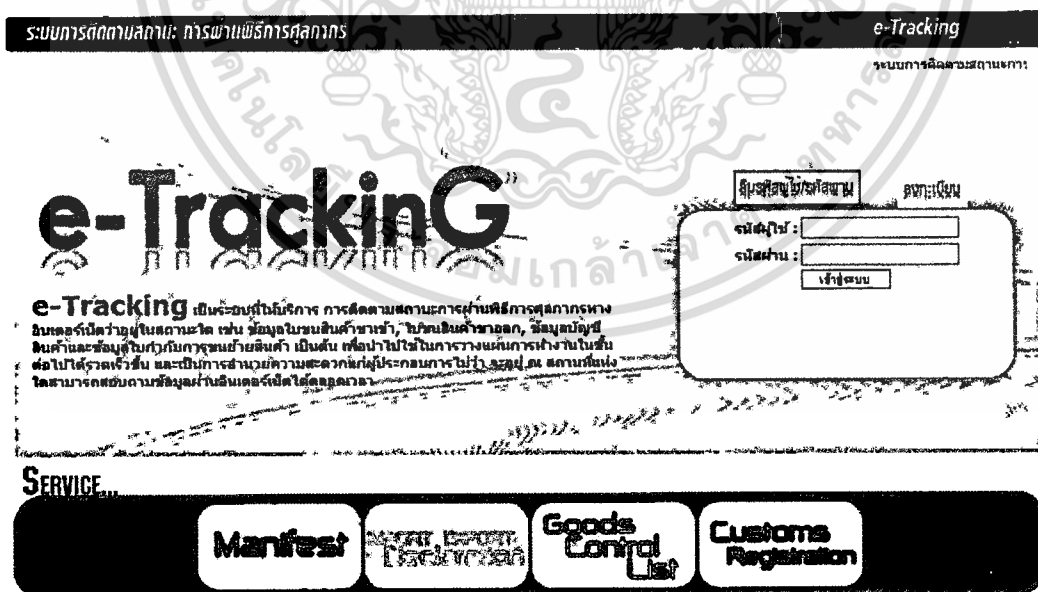 ระบบการติดตามสถานะ การผ่านพิธีการศุลกากร
e-Tracking
ระบบการติดตามสถานะการ
e-TrackinG
ลืมรหัสผู้ใช้/รหัสผ่าน
ลงทะเบียน
รหัสผู้ใช้ :
รหัสผ่าน :
เข้าสู่ระบบ
e-Tracking เป็นระบบที่ให้บริการ การติดตามสถานะการผ่านพิธีการศุลกากรทาง
อินเตอร์เน็ตว่าอยู่ในสถานะใด เช่น ข้อมูลใบขนสินค้าขาเข้า, ใบขนสินค้าขาออก, ข้อมูลบัญชี
สินค้าและข้อมูลใบกำกับการขนย้ายสินค้า เป็นต้น เพื่อนำไปใช้ในการวางแผนการทำงานในขั้น
ต่อไปได้รวดเร็วขึ้น และเป็นการอำนวยความสะดวกแก่ผู้ประกอบการไม่ว่า จะอยู่ ณ สถานที่แห่ง
ใดสามารถสอบถามข้อมูลผ่านอินเตอร์เน็ตได้ตลอดเวลา
SERVICE...
Manifest
Import Export
Declaration
Goods
Control
List
Customs
Registration